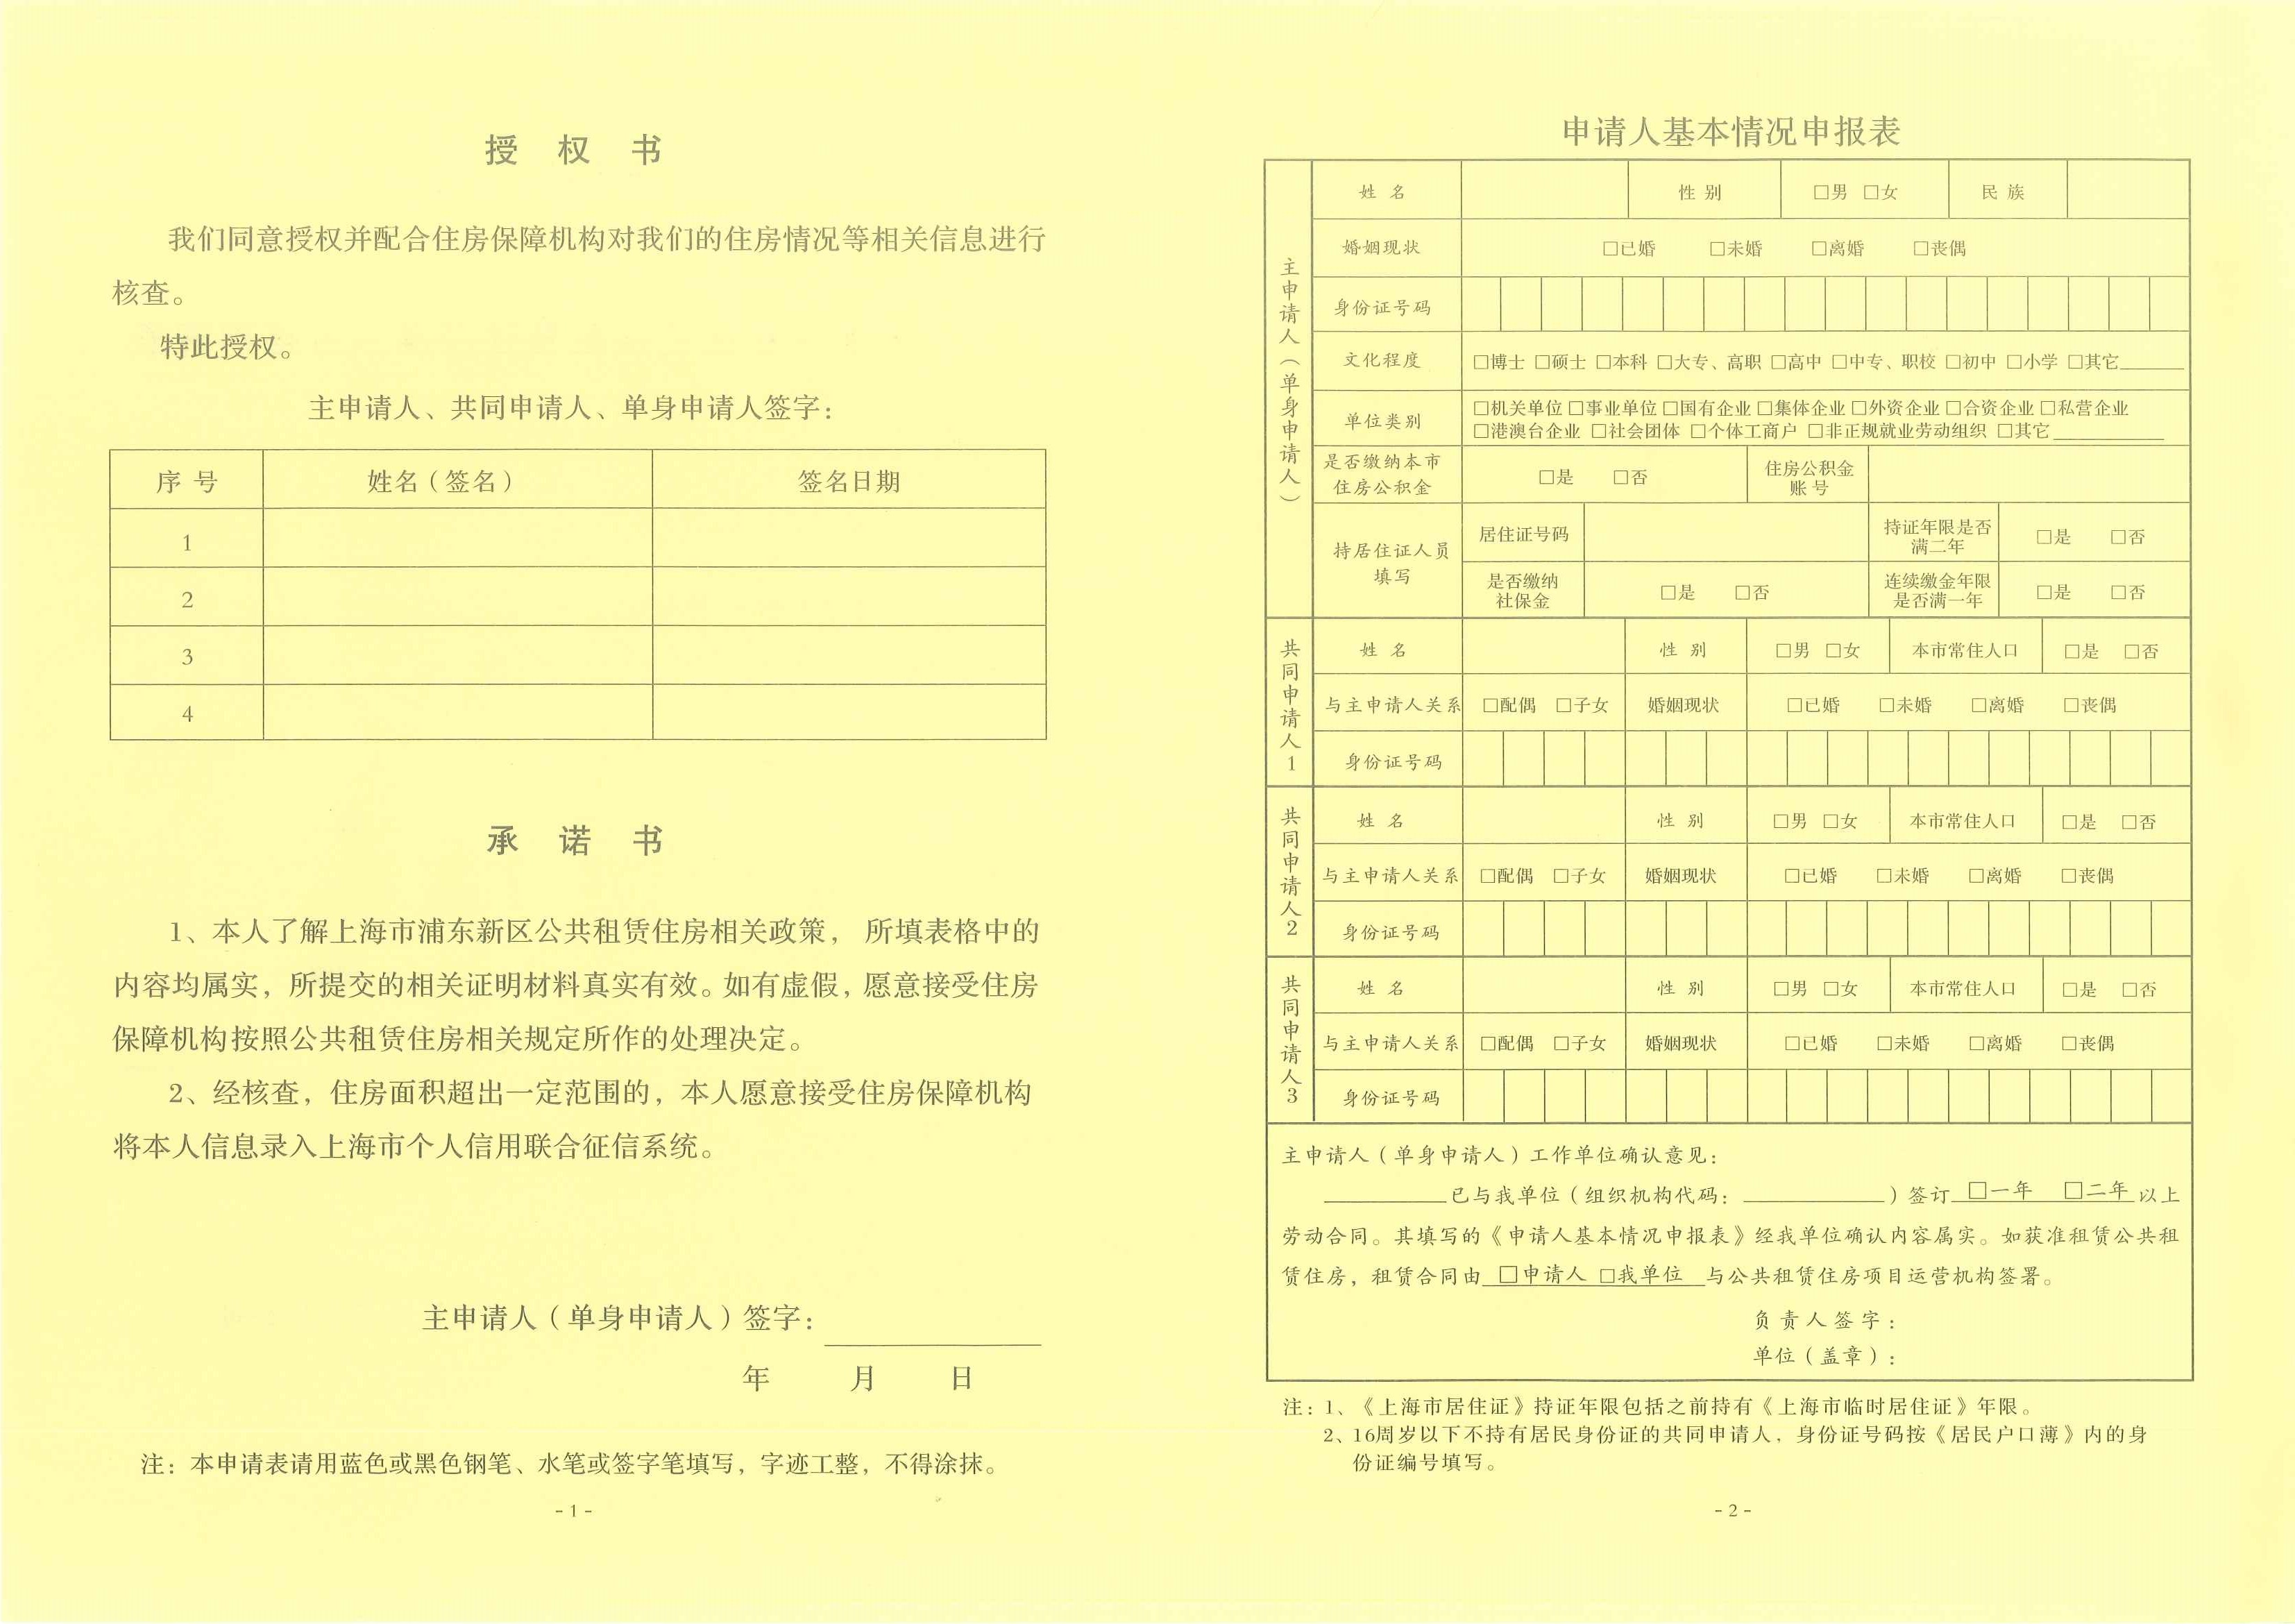 授 权 书
我们同意授权并配合住房保障机构对我们的住房情况等相关信息进行
核查。
特此授权。
主申请人、共同申请人、单身申请人签字：
序 号 姓名（签名） 签名日期
1
2
3
4
承 诺 书
1、本人了解上海市浦东新区公共租赁住房相关政策， 所填表格中的
内容均属实，所提交的相关证明材料真实有效。如有虚假，愿意接受住房
保障机构按照公共租赁住房相关规定所作的处理决定。
2、经核查，住房面积超出一定范围的，本人愿意接受住房保障机构
将本人信息录入上海市个人信用联合征信系统。
主申请人（单身申请人）签字：
年 月 日
注：本申请表请用蓝色或黑色钢笔、水笔或签字笔填写，字迹工整，不得涂抹。
- 1 -
申请人基本情况申报表
主申请人（单身申请人）
姓 名 性 别 □男 □女 民 族
婚姻现状 □已婚 □未婚 □离婚 □丧偶
身份证号码
文化程度 □博士 □硕士 □本科 □大专、高职 □高中 □中专、职校 □初中 □小学 □其它
单位类别 □机关单位 □事业单位 □国有企业 □集体企业 □外资企业 □合资企业 □私营企业
□港澳台企业 □社会团体 □个体工商户 □非正规就业劳动组织 □其它
是否缴纳本市
住房公积金 □是 □否 住房公积金
账 号
持居住证人员
填写
居住证号码 持证年限是否
满二年 □是 □否
是否缴纳
社保金 □是 □否 连续缴金年限
是否满一年 □是 □否
共同申请人1
姓 名 性 别 □男 □女 本市常住人口 □是 □否
与主申请人关系 □配偶 □子女 婚姻现状 □已婚 □未婚 □离婚 □丧偶
身份证号码
共同申请人2
姓 名 性 别 □男 □女 本市常住人口 □是 □否
与主申请人关系 □配偶 □子女 婚姻现状 □已婚 □未婚 □离婚 □丧偶
身份证号码
共同申请人3
姓 名 性 别 □男 □女 本市常住人口 □是 □否
与主申请人关系 □配偶 □子女 婚姻现状 □已婚 □未婚 □离婚 □丧偶
身份证号码
主申请人（单身申请人）工作单位确认意见：
已与我单位（组织机构代码： ）签订 □一年 □二年 以上
劳动合同。其填写的《申请人基本情况申报表》经我单位确认内容属实。如获准租赁公共租
赁住房，租赁合同由 □申请人 □我单位 与公共租赁住房项目运营机构签署。
负 责 人 签 字：
单位（盖章）：
注：1、《上海市居住证》持证年限包括之前持有《上海市临时居住证》年限。
2、16周岁以下不持有居民身份证的共同申请人，身份证号码按《居民户口薄》内的身
份证编号填写。
- 2 -